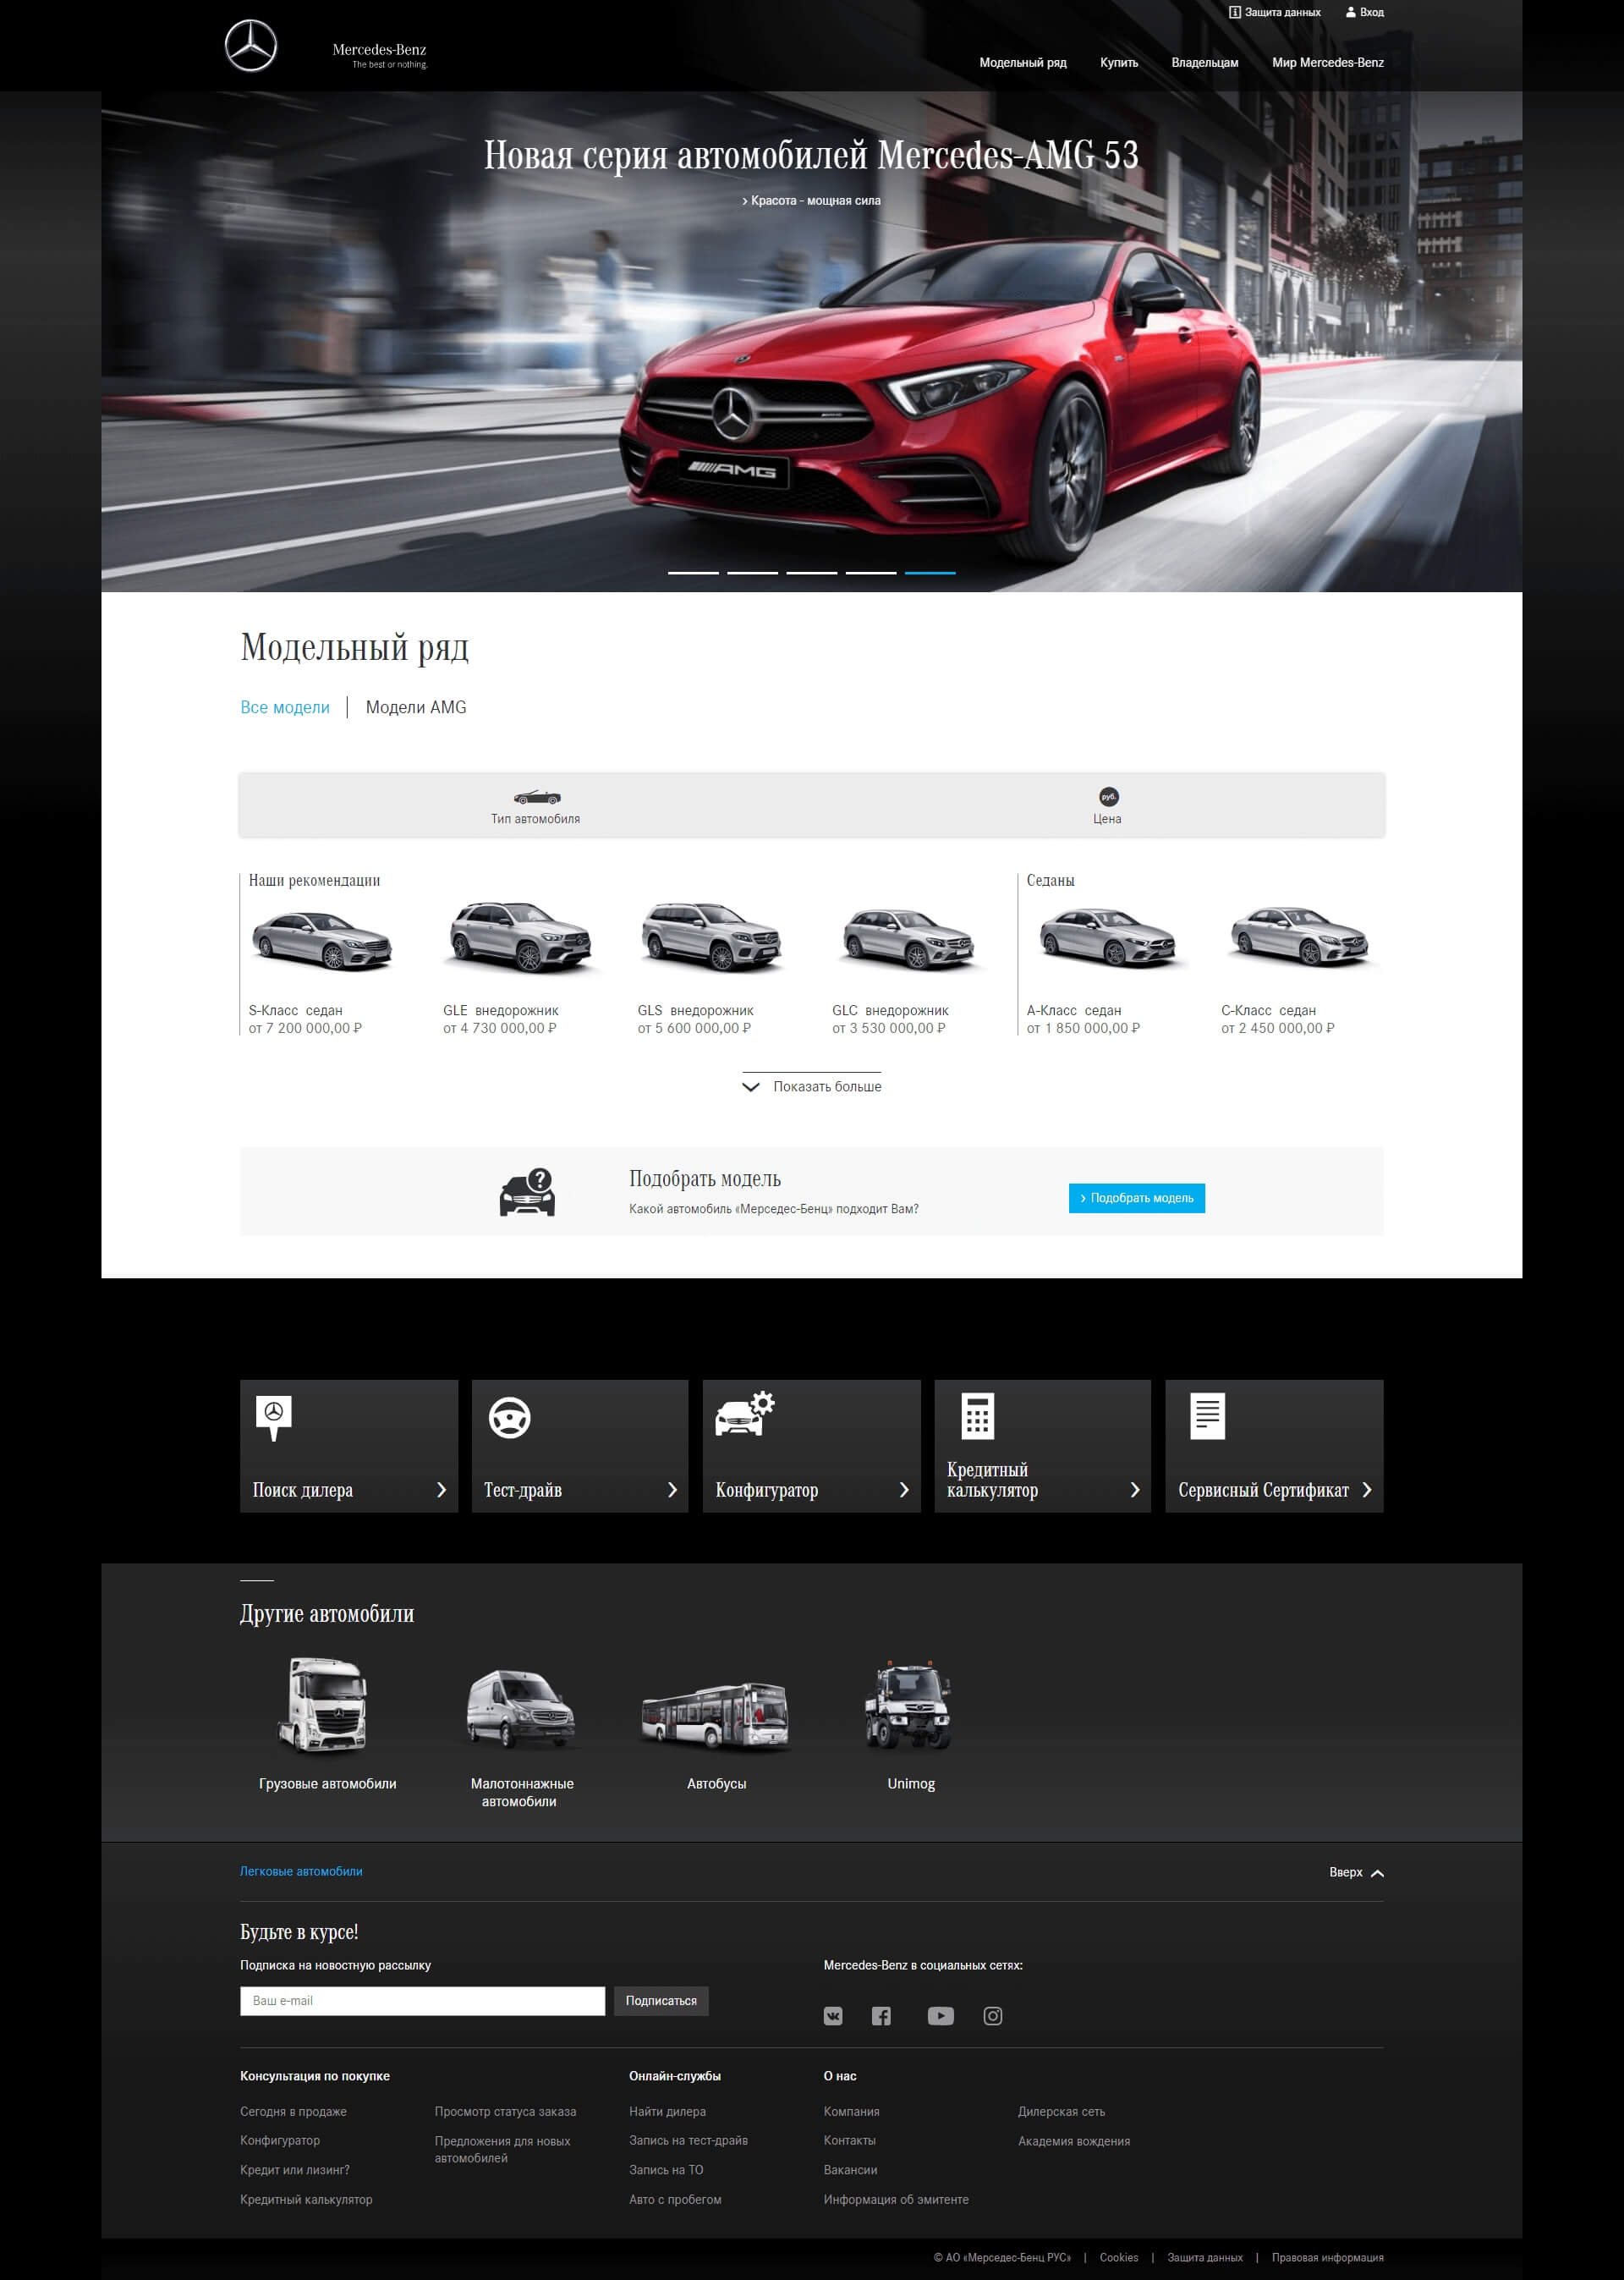 Защита данных
Вход
Mercedes-Benz
The best or nothing.
Модельный ряд
Купить
Владельцам
Мир Mercedes-Benz
Новая серия автомобилей Mercedes-AMG 53
Красота - мощная сила
AMG
Модельный ряд
Все модели
Модели AMG
Тип автомобиля
руб.
Цена
Наши рекомендации
Седаны
S-Класс седан
от 7 200 000,00 ₽
GLE внедорожник
от 4 730 000,00 ₽
GLS внедорожник
от 5 600 000,00 ₽
GLC внедорожник
от 3 530 000,00 ₽
A-Класс седан
от 1 850 000,00 ₽
C-Класс седан
от 2 450 000,00 ₽
Показать больше
?
Подобрать модель
Какой автомобиль «Мерседес-Бенц» подходит Вам?
Подобрать модель
Поиск дилера
Тест-драйв
Конфигуратор
Кредитный
калькулятор
Сервисный Сертификат
Другие автомобили
Грузовые автомобили
Малотоннажные
автомобили
Автобусы
Unimog
Легковые автомобили
Вверх
Будьте в курсе!
Подписка на новостную рассылку
Ваш e-mail
Подписаться
Mercedes-Benz в социальных сетях:
Консультация по покупке
Сегодня в продаже
Конфигуратор
Кредит или лизинг?
Кредитный калькулятор
Просмотр статуса заказа
Предложения для новых
автомобилей
Онлайн-службы
Найти дилера
Запись на тест-драйв
Запись на ТО
Авто с пробегом
О нас
Компания
Контакты
Вакансии
Информация об эмитенте
Дилерская сеть
Академия вождения
© АО «Мерседес-Бенц РУС» | Cookies | Защита данных | Правовая информация